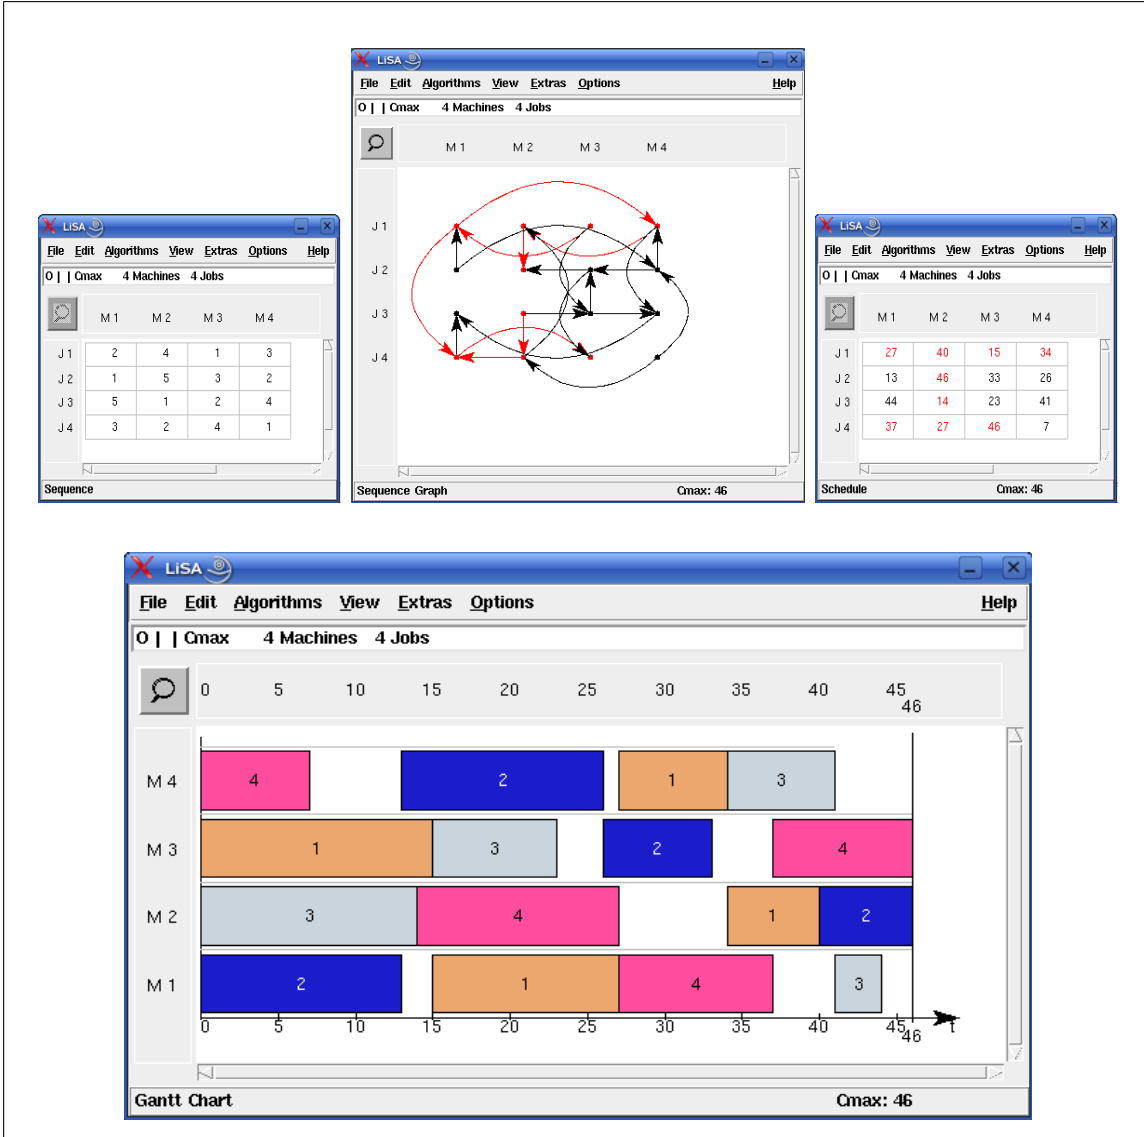 LiSA
File Edit Algorithms View Extras Options Help
O | | Cmax 4 Machines 4 Jobs
M 1 M 2 M 3 M 4
J 1
J 2
J 3
J 4
Sequence Graph Cmax: 46
LiSA
File Edit Algorithms View Extras Options Help
O | | Cmax 4 Machines 4 Jobs
M 1 M 2 M 3 M 4
J 1 2 4 1 3
J 2 1 5 3 2
J 3 5 1 2 4
J 4 3 2 4 1
Sequence
LiSA
File Edit Algorithms View Extras Options Help
O | | Cmax 4 Machines 4 Jobs
M 1 M 2 M 3 M 4
J 1 27 40 15 34
J 2 13 46 33 26
J 3 44 14 23 41
J 4 37 27 46 7
Schedule Cmax: 46
LiSA
File Edit Algorithms View Extras Options Help
O | | Cmax 4 Machines 4 Jobs
0 5 10 15 20 25 30 35 40 45
46
M 4 4 2 1 3
M 3 1 3 2 4
M 2 3 4 1 2
M 1 2 1 4 3
0 5 10 15 20 25 30 35 40 45 t
46
Gantt Chart Cmax: 46